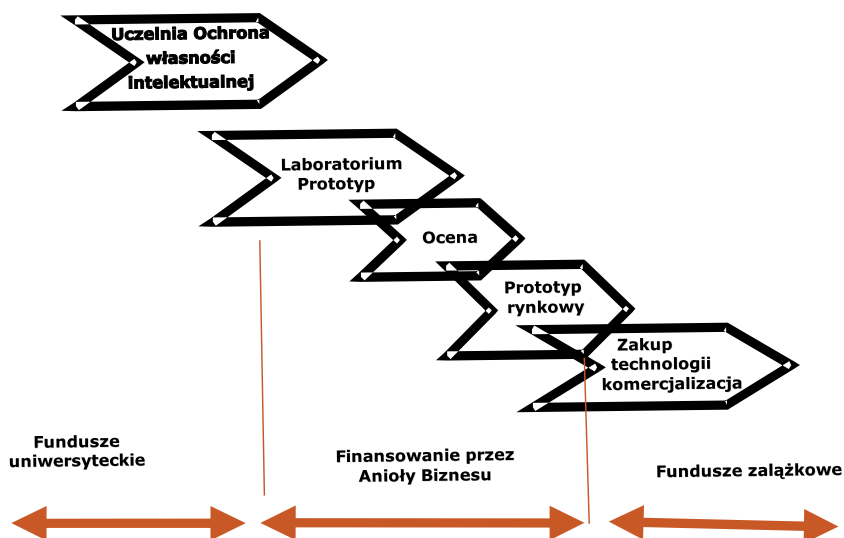 Uczelnia Ochrona
własności
intelektualnej
Laboratorium
Prototyp
Ocena
Prototyp
rynkowy
Zakup
technologii
komercjalizacja
Fundusze
uniwersyteckie
Finansowanie przez
Anioły Biznesu
Fundusze zalążkowe